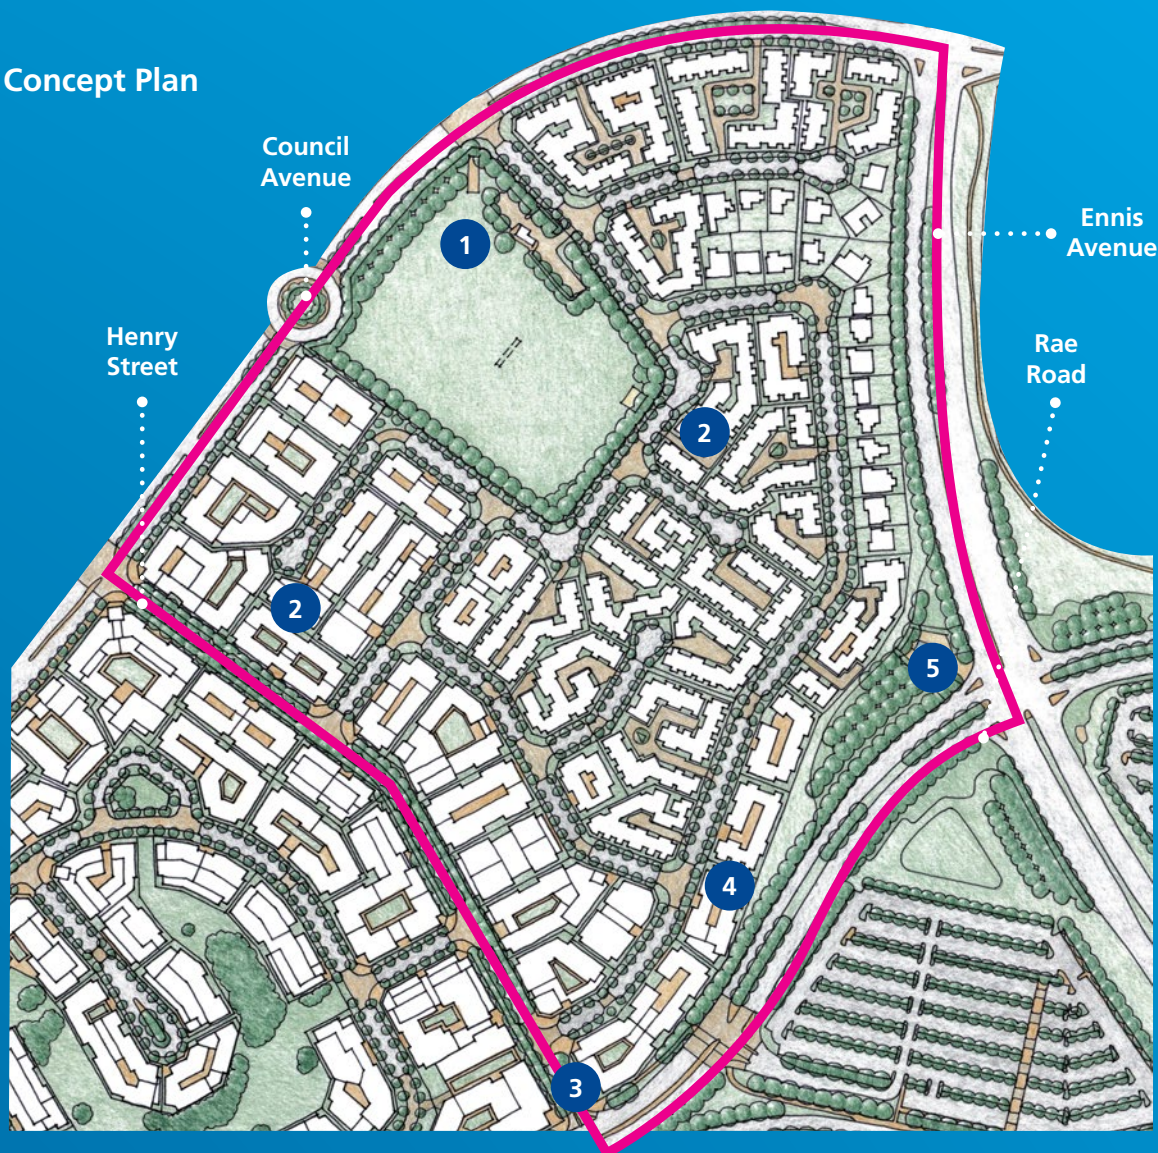 Concept Plan
Council
Avenue
Ennis
Avenue
Henry
Street
Rae
Road
1
2
2
5
4
3